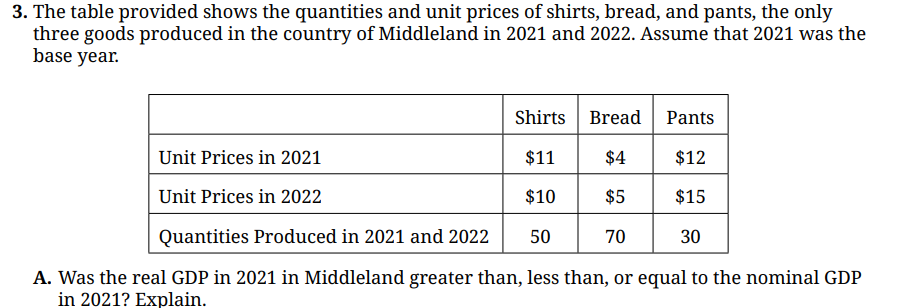 3. The table provided shows the quantities and unit prices of shirts, bread, and pants, the only
three goods produced in the country of Middleland in 2021 and 2022. Assume that 2021 was the
base year.
Shirts Bread Pants
Unit Prices in 2021 $11 $4 $12
Unit Prices in 2022 $10 $5 $15
Quantities Produced in 2021 and 2022 50 70 30
A. Was the real GDP in 2021 in Middleland greater than, less than, or equal to the nominal GDP
in 2021? Explain.